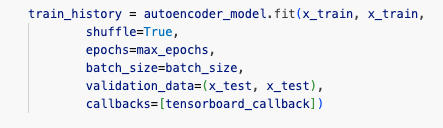 train_history = autoencoder_model.fit(x_train, x_train,
        shuffle=True,
        epochs=max_epochs,
        batch_size=batch_size,
        validation_data=(x_test, x_test),
        callbacks=[tensorboard_callback])